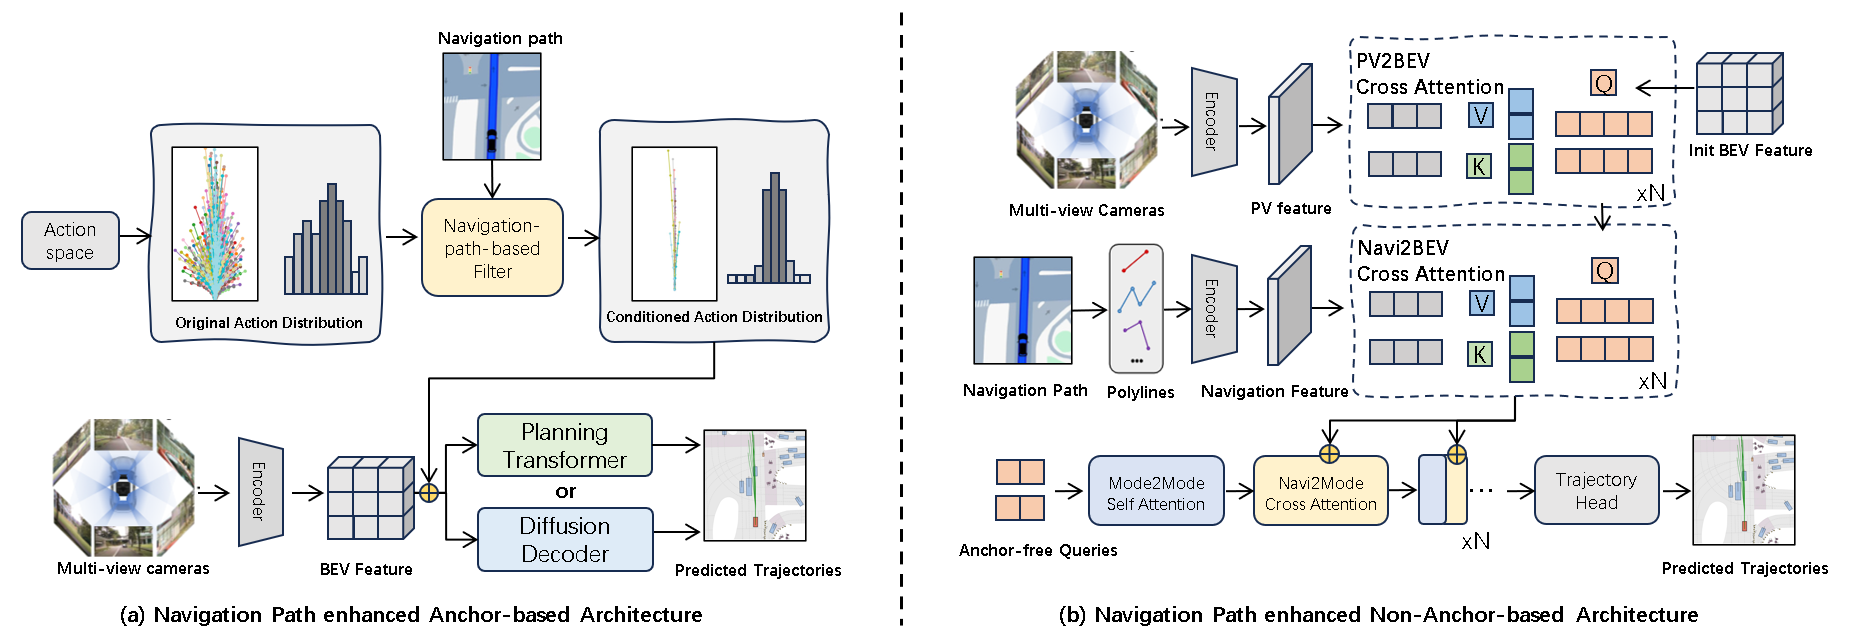 Navigation path
Action
space
Original Action Distribution
Navigation-
path-based
Filter
Conditioned Action Distribution
Multi-view cameras
Encoder
BEV Feature
Planning
Transformer
or
Diffusion
Decoder
Predicted Trajectories
(a) Navigation Path enhanced Anchor-based Architecture
Multi-view Cameras
Encoder
PV feature
PV2BEV
Cross Attention
V
K
Q
xN
Init BEV Feature
Navigation Path
Polylines
Encoder
Navigation Feature
Navi2BEV
Cross Attention
V
K
Q
xN
Anchor-free Queries
Mode2Mode
Self Attention
Navi2Mode
Cross Attention
xN
Trajectory
Head
Predicted Trajectories
(b) Navigation Path enhanced Non-Anchor-based Architecture